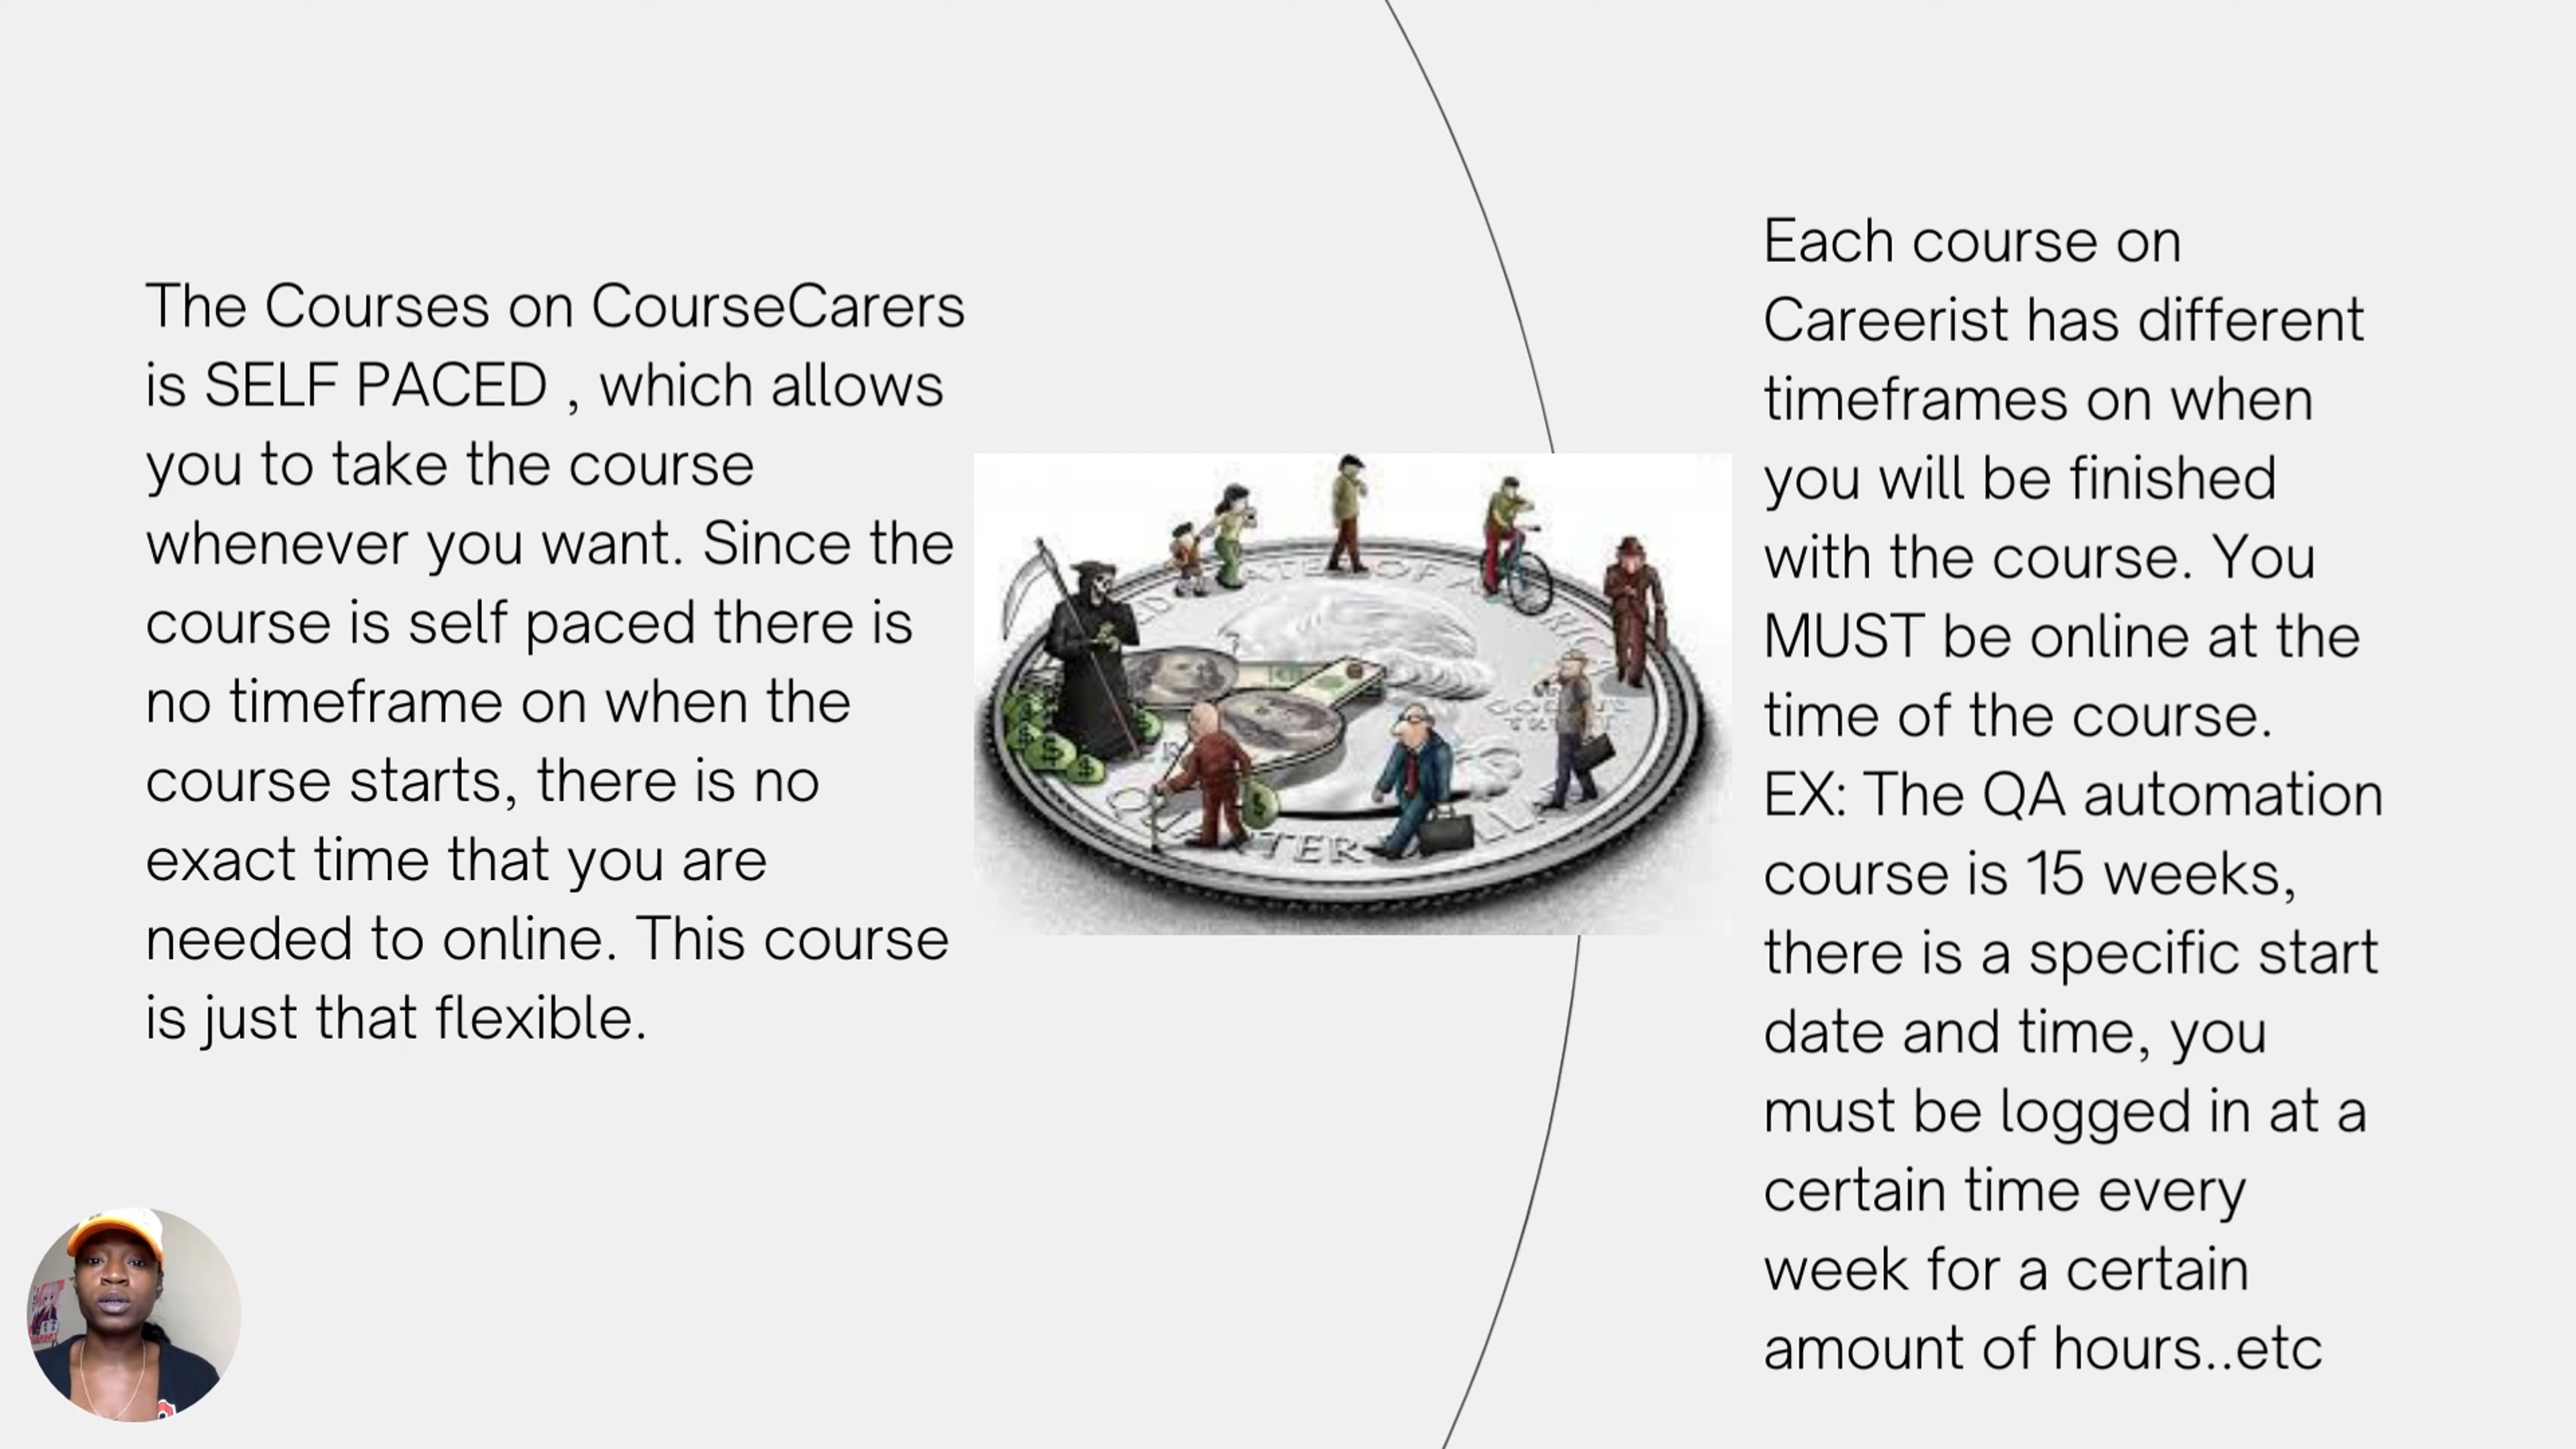 The Courses on CourseCarers
is SELF PACED , which allows
you to take the course
whenever you want. Since the
course is self paced there is
no timeframe on when the
course starts, there is no
exact time that you are
needed to online. This course
is just that flexible.
Each course on
Careerist has different
timeframes on when
you will be finished
with the course. You
MUST be online at the
time of the course.
EX: The QA automation
course is 15 weeks,
there is a specific start
date and time, you
must be logged in at a
certain time every
week for a certain
amount of hours..etc